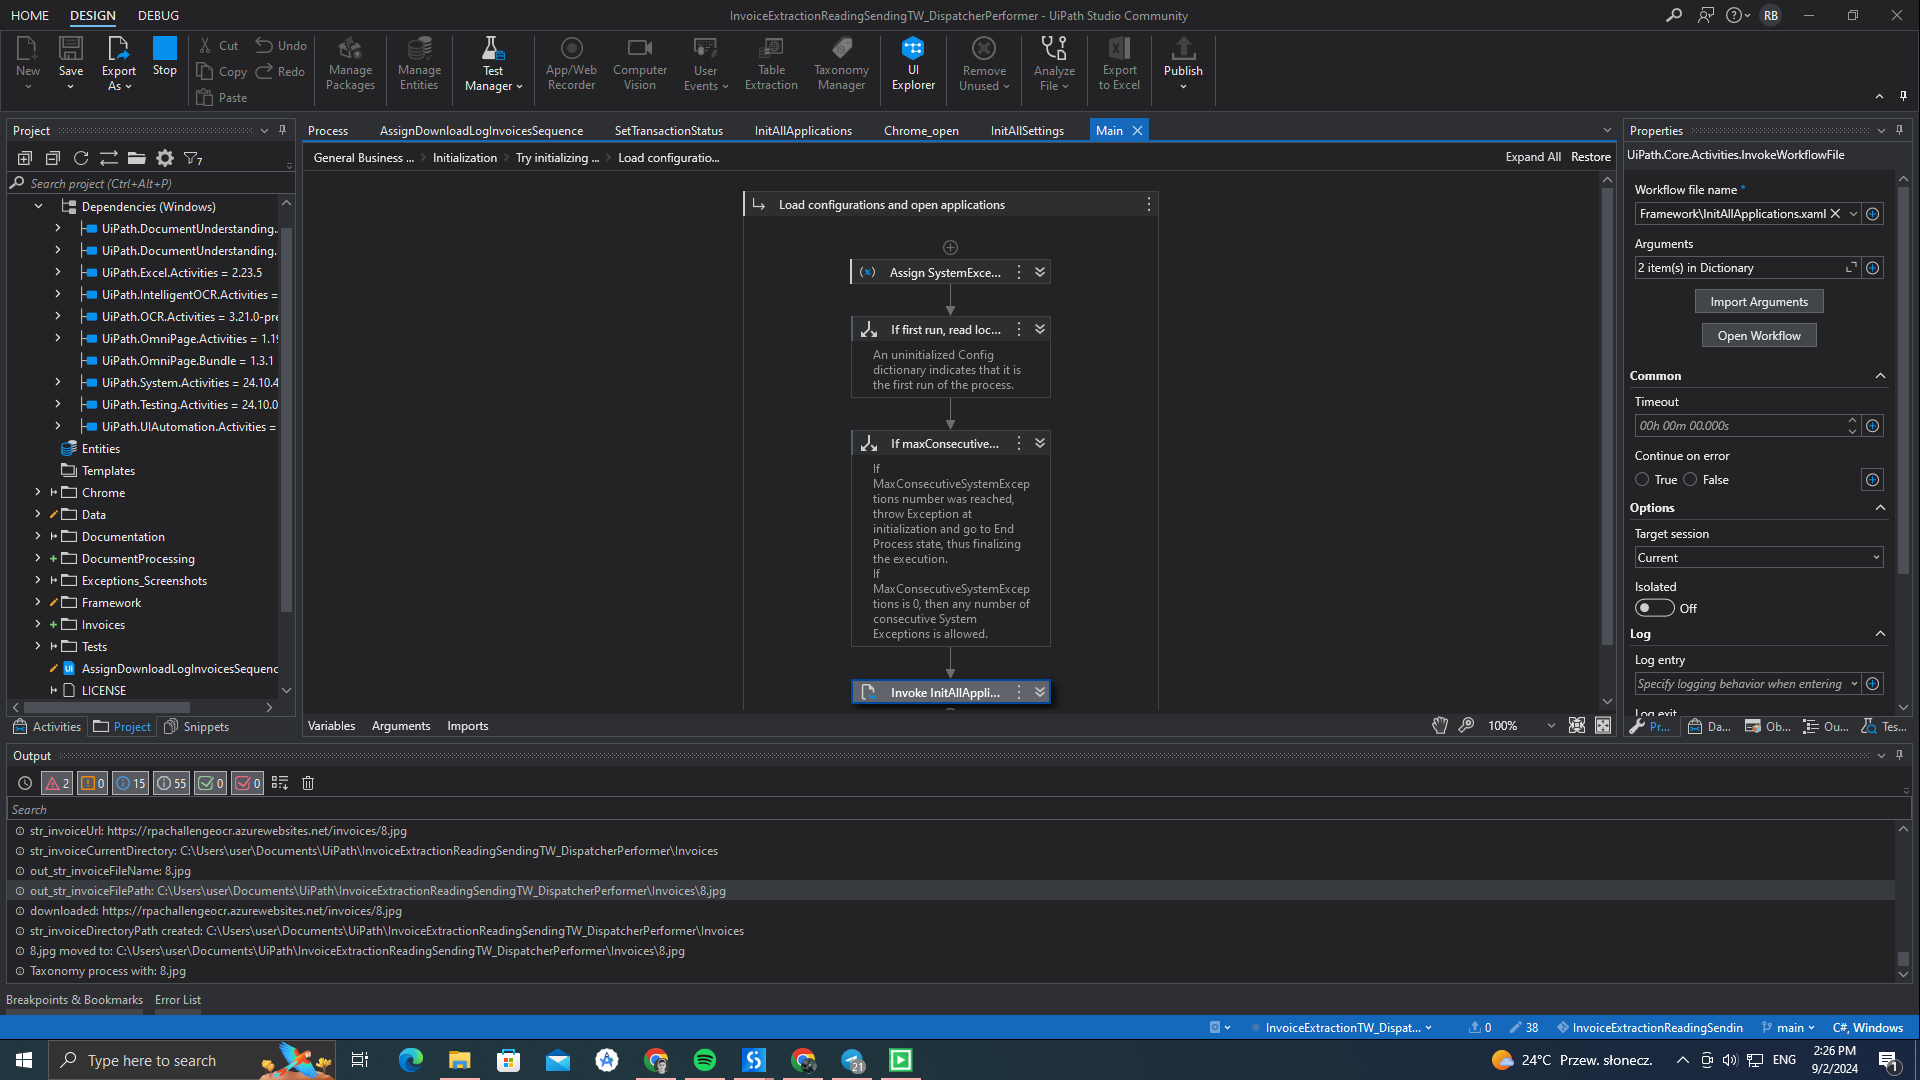 HOME DESIGN DEBUG
InvoiceExtractionReadingSendingTW_DispatcherPerformer - UiPath Studio Community
RB
New
Save
Export As
Stop
Cut
Copy
Paste
Undo
Redo
Manage Packages
Manage Entities
Test Manager
App/Web Recorder
Computer Vision
User Events
Table Extraction
Taxonomy Manager
UI Explorer
Remove Unused
Analyze File
Export to Excel
Publish
Project
Search project (Ctrl+Alt+P)
Dependencies (Windows)
UiPath.DocumentUnderstanding.
UiPath.DocumentUnderstanding.
UiPath.Excel.Activities = 2.23.5
UiPath.IntelligentOCR.Activities =
UiPath.OCR.Activities = 3.21.0-pre
UiPath.OmniPage.Activities = 1.19
UiPath.OmniPage.Bundle = 1.3.1
UiPath.System.Activities = 24.10.4
UiPath.Testing.Activities = 24.10.0
UiPath.UIAutomation.Activities =
Entities
Templates
Chrome
Data
Documentation
DocumentProcessing
Exceptions_Screenshots
Framework
Invoices
Tests
AssignDownloadLogInvoicesSequenc
LICENSE
Activities Project Snippets
Process AssignDownloadLogInvoicesSequence SetTransactionStatus InitAllApplications Chrome_open InitAllSettings Main
General Business ... Initialization Try initializing ... Load configuratio...
Expand All Restore
Load configurations and open applications
Assign SystemExce...
If first run, read loc...
An uninitialized Config
dictionary indicates that it is
the first run of the process.
If maxConsecutive...
If
MaxConsecutiveSystemExcep
tions number was reached,
throw Exception at
initialization and go to End
Process state, thus finalizing
the execution.
If
MaxConsecutiveSystemExcep
tions is 0, then any number of
consecutive System
Exceptions is allowed.
Invoke InitAllAppli...
Variables Arguments Imports
100%
Properties
UiPath.Core.Activities.InvokeWorkflowFile
Workflow file name *
Framework\InitAllApplications.xaml
Arguments
2 item(s) in Dictionary
Import Arguments
Open Workflow
Common
Timeout
00h 00m 00.000s
Continue on error
True False
Options
Target session
Current
Isolated
Off
Log
Log entry
Specify logging behavior when entering
Log exit
Pr... Da... Ob... Ou... Tes...
Output
2 0 15 55 0 0
Search
str_invoiceUrl: https://rpachallengeocr.azurewebsites.net/invoices/8.jpg
str_invoiceCurrentDirectory: C:\Users\user\Documents\UiPath\InvoiceExtractionReadingSendingTW_DispatcherPerformer\Invoices
out_str_invoiceFileName: 8.jpg
out_str_invoiceFilePath: C:\Users\user\Documents\UiPath\InvoiceExtractionReadingSendingTW_DispatcherPerformer\Invoices\8.jpg
downloaded: https://rpachallengeocr.azurewebsites.net/invoices/8.jpg
str_invoiceDirectoryPath created: C:\Users\user\Documents\UiPath\InvoiceExtractionReadingSendingTW_DispatcherPerformer\Invoices
8.jpg moved to: C:\Users\user\Documents\UiPath\InvoiceExtractionReadingSendingTW_DispatcherPerformer\Invoices\8.jpg
Taxonomy process with: 8.jpg
Breakpoints & Bookmarks Error List
InvoiceExtractionTW_Dispat... 0 38 InvoiceExtractionReadingSendin main C#, Windows
Type here to search
21
24°C Przew. słonecz.
ENG
2:26 PM
9/2/2024
1